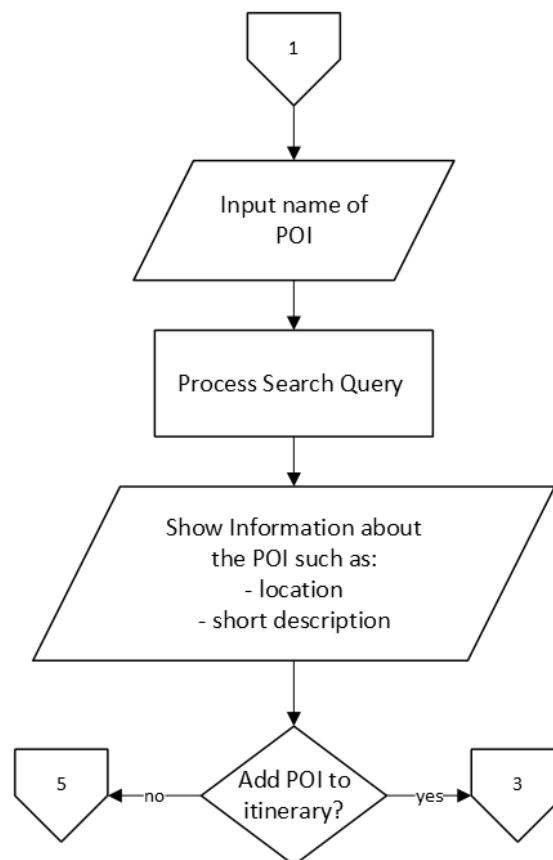 1
Input name of
POI
Process Search Query
Show Information about
the POI such as:
- location
- short description
Add POI to
itinerary?
5
no
yes
3